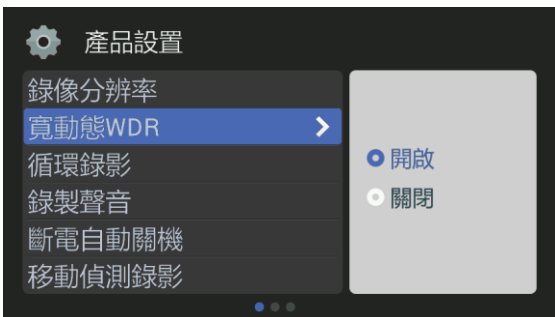 產品設置
錄像分辨率
寬動態WDR
循環錄影
錄製聲音
斷電自動關機
移動偵測錄影
開啟
關閉